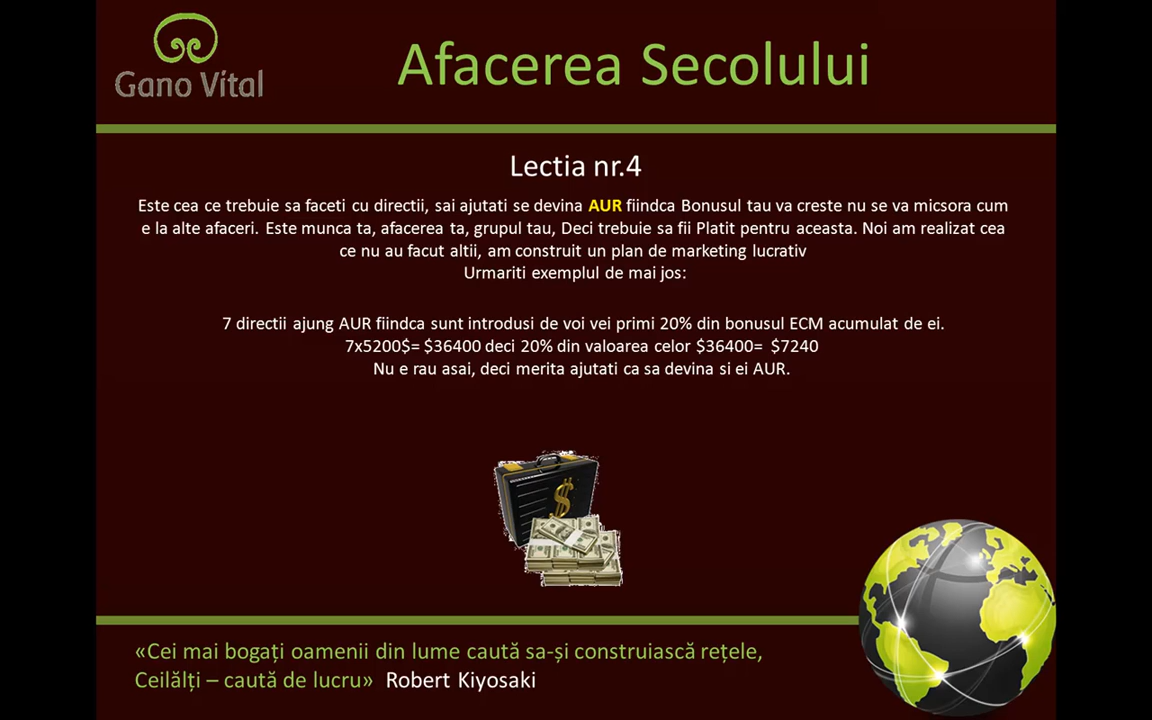 Gano Vital
Afacerea Secolului
Lectia nr.4
Este cea ce trebuie sa faceti cu directii, sai ajutati se devina AUR fiindca Bonusul tau va creste nu se va micsora cum
e la alte afaceri. Este munca ta, afacerea ta, grupul tau, Deci trebuie sa fii Platit pentru aceasta. Noi am realizat cea
ce nu au facut altii, am construit un plan de marketing lucrativ
Urmariti exemplul de mai jos:
7 directii ajung AUR fiindca sunt introdusi de voi vei primi 20% din bonusul ECM acumulat de ei.
7x5200$= $36400 deci 20% din valoarea celor $36400= $7240
Nu e rau asai, deci merita ajutati ca sa devina si ei AUR.
«Cei mai bogați oamenii din lume caută sa-și construiască rețele,
Ceilălți – caută de lucru» Robert Kiyosaki